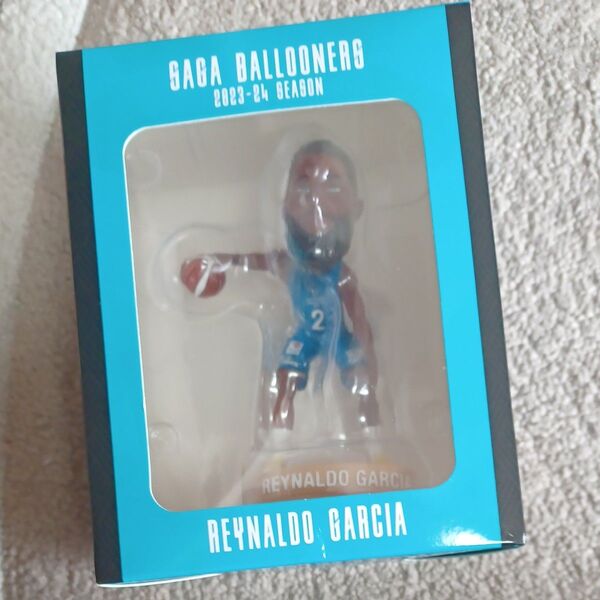 SAGA BALLOONERS
2023-24 SEASON
2
REYNALDO GARCIA
REYNALDO GARCIA